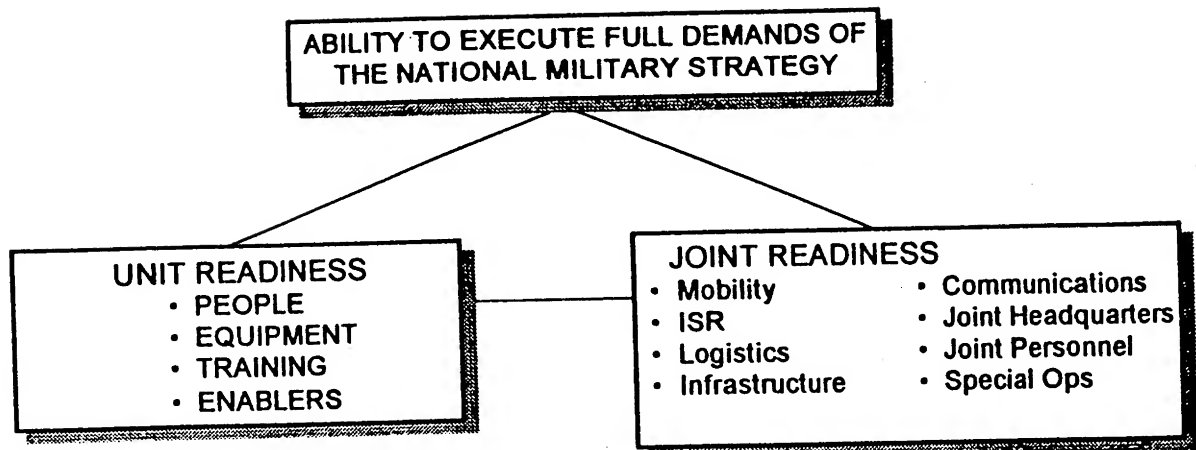 ABILITY TO EXECUTE FULL DEMANDS OF
THE NATIONAL MILITARY STRATEGY
UNIT READINESS
• PEOPLE
• EQUIPMENT
• TRAINING
• ENABLERS
JOINT READINESS
• Mobility
• ISR
• Logistics
• Infrastructure
• Communications
• Joint Headquarters
• Joint Personnel
• Special Ops